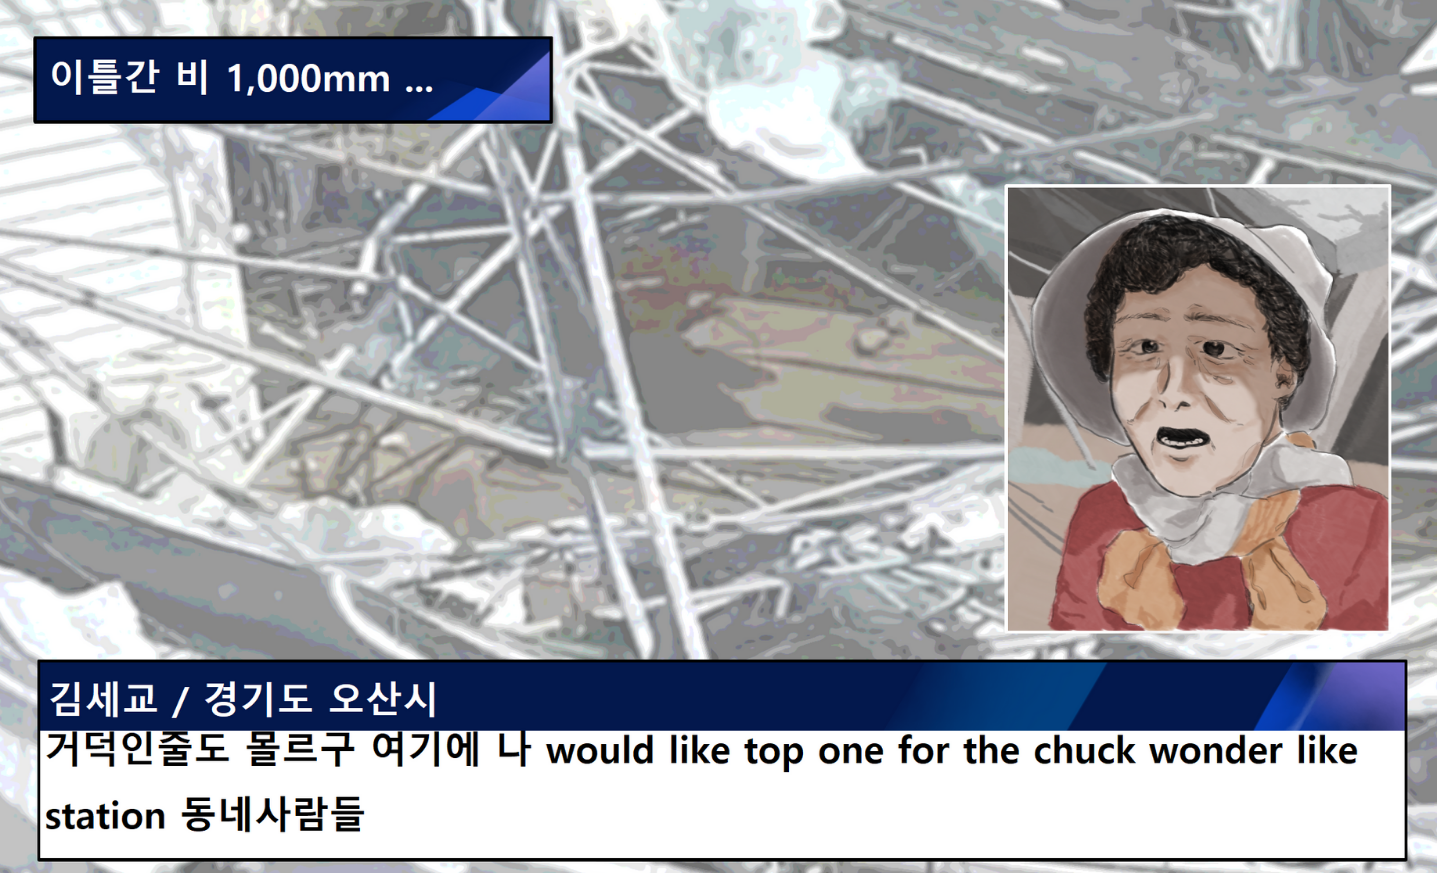 이틀간 비 1,000mm ...
김세교 / 경기도 오산시
거덕인줄도 몰르구 여기에 나 would like top one for the chuck wonder like
station 동네사람들